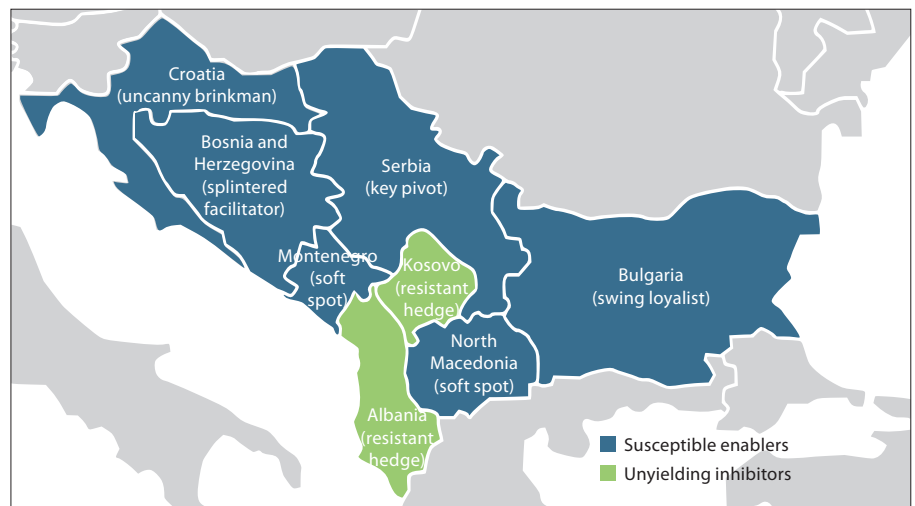 Croatia
(uncanny brinkman)
Bosnia and
Herzegovina
(splintered
facilitator)
Serbia
(key pivot)
Montenegro
(soft
spot)
Kosovo
(resistant
hedge)
Bulgaria
(swing loyalist)
North
Macedonia
(soft spot)
Albania
(resistant
hedge)
Susceptible enablers
Unyielding inhibitors